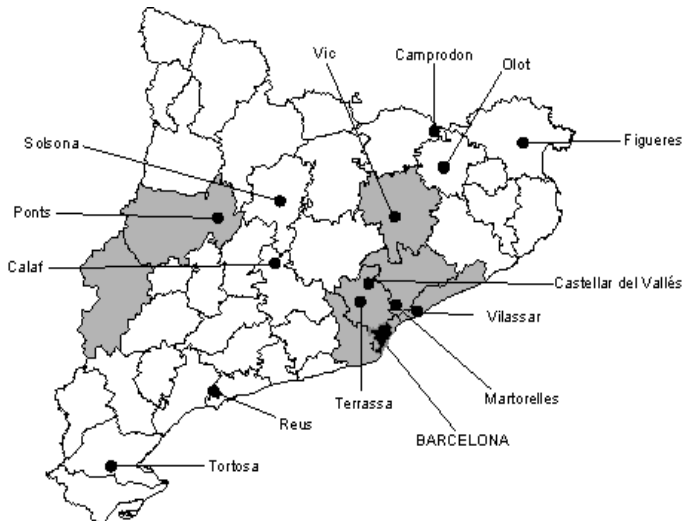 Vic
Camprodon
Olot
Solsona
Figueres
Ponts
Calaf
Castellar del Vallés
Vilassar
Martorelles
Terrassa
Reus
BARCELONA
Tortosa